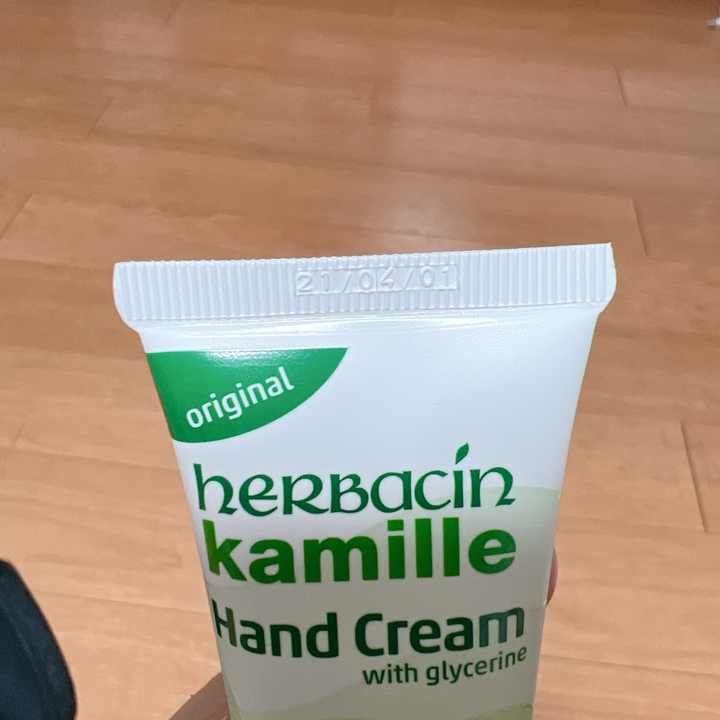 21/04/01
original
herbacin
kamille
Hand Cream
with glycerine